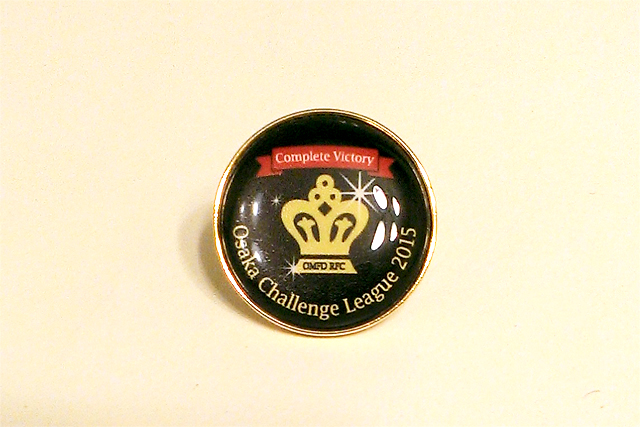 Complete Victory
OMFD RFC
Osaka Challenge League 2015